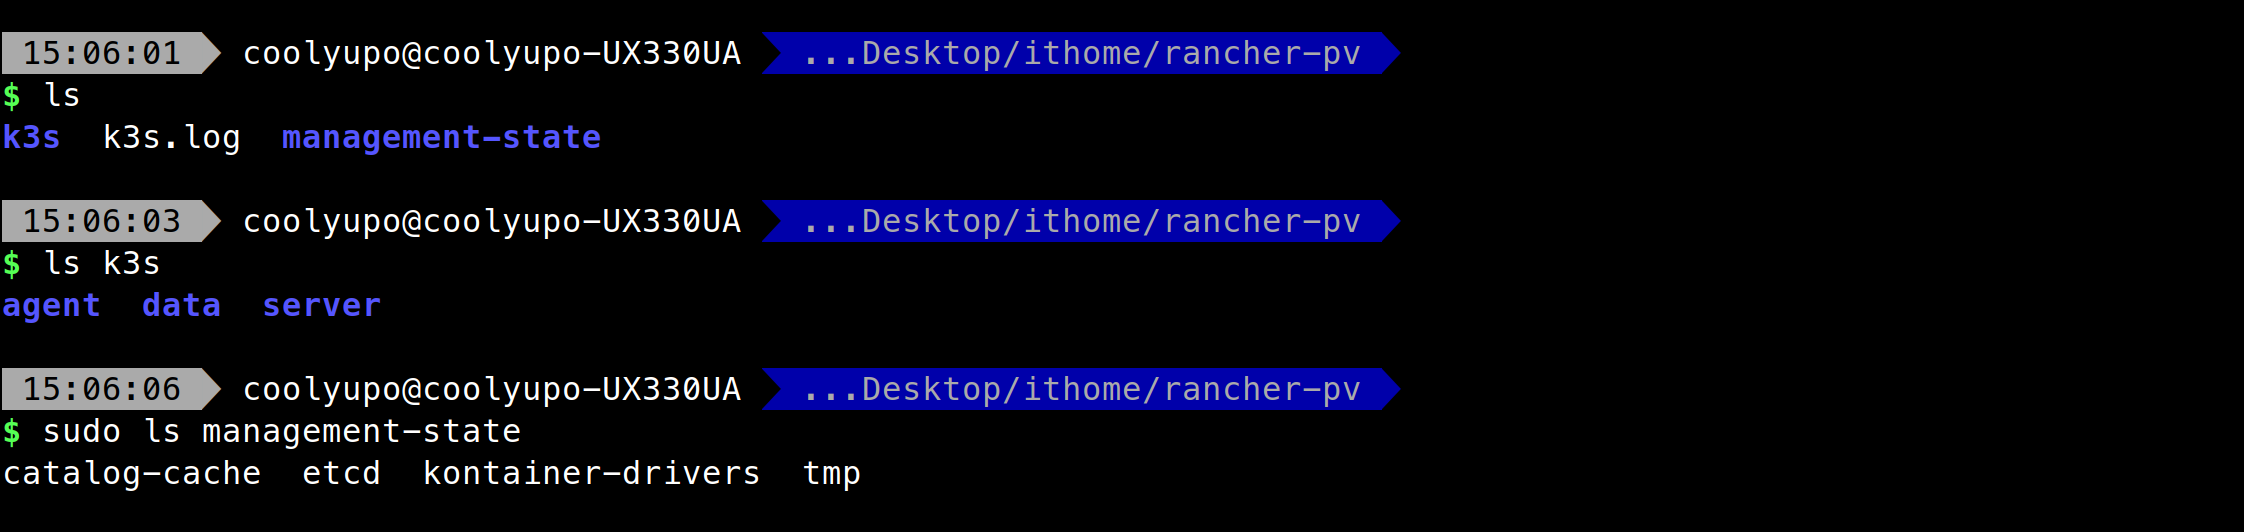 15:06:01 coolyupo@coolyupo-UX330UA ...Desktop/ithome/rancher-pv
$ ls
k3s k3s.log management-state
15:06:03 coolyupo@coolyupo-UX330UA ...Desktop/ithome/rancher-pv
$ ls k3s
agent data server
15:06:06 coolyupo@coolyupo-UX330UA ...Desktop/ithome/rancher-pv
$ sudo ls management-state
catalog-cache etcd kontainer-drivers tmp